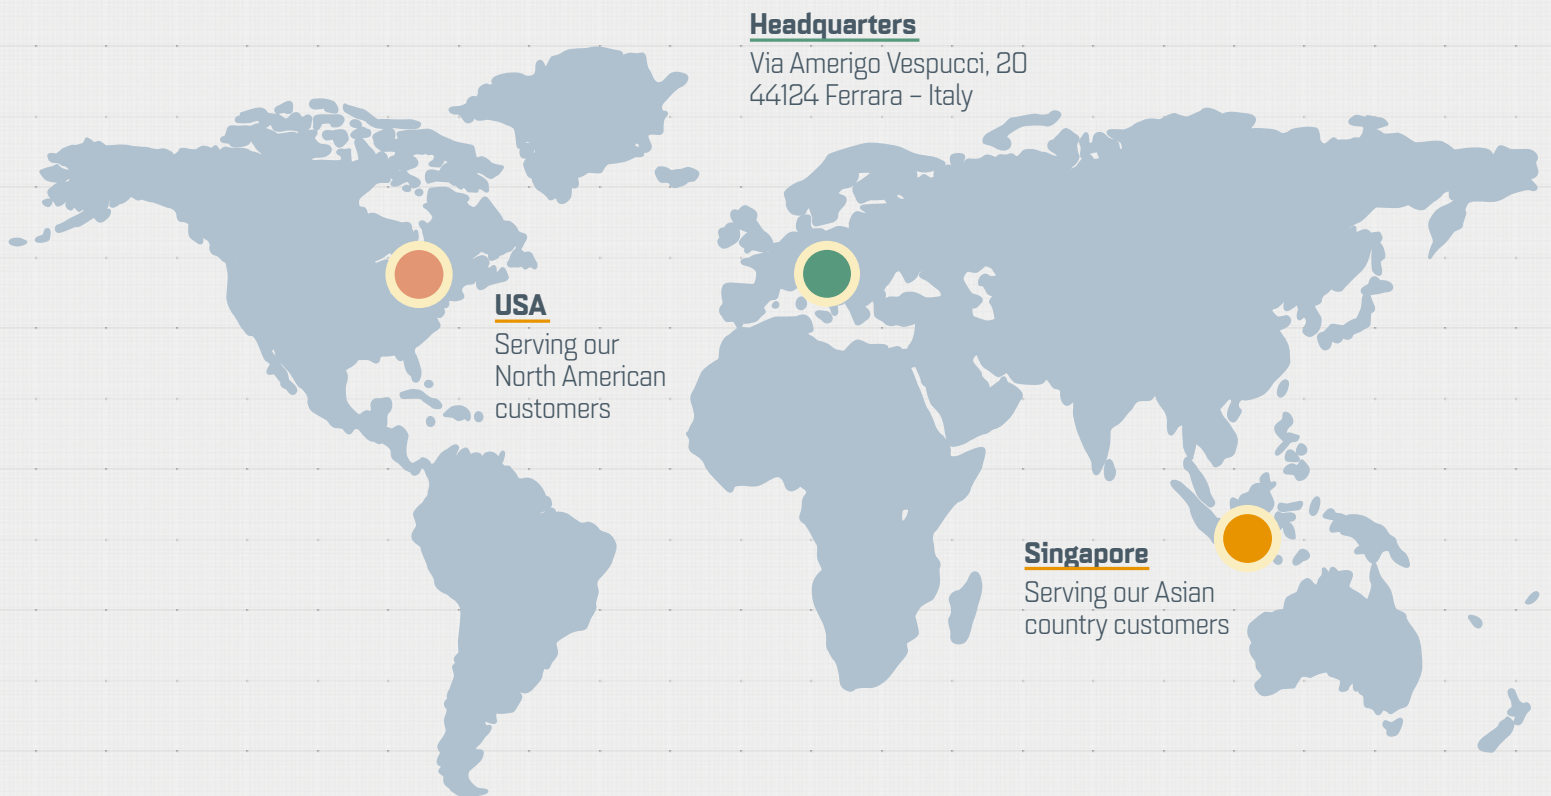 Headquarters
Via Amerigo Vespucci, 20
44124 Ferrara – Italy
USA
Serving our
North American
customers
Singapore
Serving our Asian
country customers